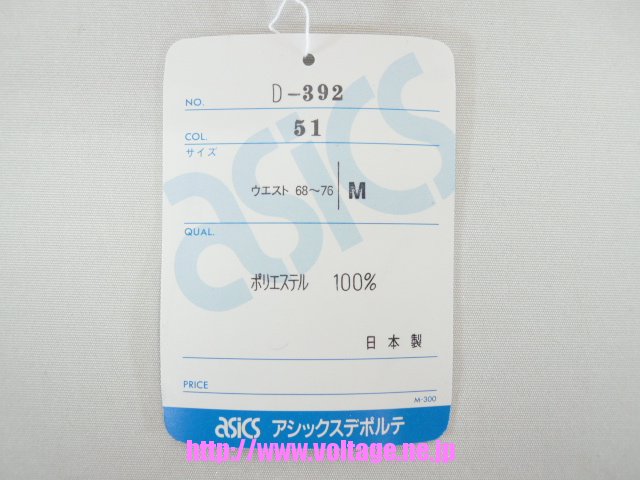 NO. D-392
COL. 51
サイズ
ウエスト 68〜76 M
QUAL.
asics
ポリエステル 100%
日本製
PRICE
M-300
asics アシックスデポルテ
http://www.voltage.ne.jp